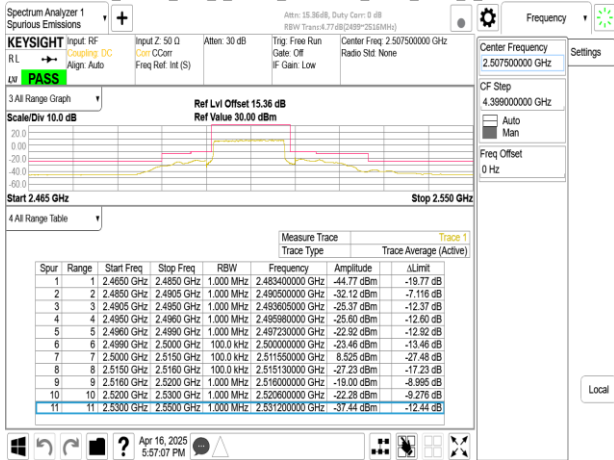 Spectrum Analyzer 1
Spurious Emissions
Attn: 15.36dB, Duty Corr: 0 dB
RBW Trans:4.77dB(2499~2516MHz)
Frequency
Settings
KEYSIGHT
RL
PASS
Input: RF
Coupling: DC
Align: Auto
Input Z: 50 Ω
Corr CCorr
Freq Ref: Int (S)
Atten: 30 dB
Trig: Free Run
Gate: Off
IF Gain: Low
Center Freq: 2.507500000 GHz
Radio Std: None
Center Frequency
2.507500000 GHz
CF Step
4.399000000 GHz
Auto
Man
Freq Offset
0 Hz
Local
3 All Range Graph
Scale/Div 10.0 dB
Ref Lvl Offset 15.36 dB
Ref Value 30.00 dBm
20.0
0.00
-20.0
-40.0
-60.0
Start 2.465 GHz
Stop 2.550 GHz
4 All Range Table
Measure Trace Trace 1
Trace Type Trace Average (Active)
Spur Range Start Freq Stop Freq RBW Frequency Amplitude ΔLimit
1 1 2.4650 GHz 2.4850 GHz 1.000 MHz 2.483400000 GHz -44.77 dBm -19.77 dB
2 2 2.4850 GHz 2.4905 GHz 1.000 MHz 2.490500000 GHz -32.12 dBm -7.116 dB
3 3 2.4905 GHz 2.4950 GHz 1.000 MHz 2.493605000 GHz -25.37 dBm -12.37 dB
4 4 2.4950 GHz 2.4960 GHz 1.000 MHz 2.495980000 GHz -25.60 dBm -12.60 dB
5 5 2.4960 GHz 2.4990 GHz 1.000 MHz 2.497230000 GHz -22.92 dBm -12.92 dB
6 6 2.4990 GHz 2.5000 GHz 100.0 kHz 2.500000000 GHz -23.46 dBm -13.46 dB
7 7 2.5000 GHz 2.5150 GHz 100.0 kHz 2.511550000 GHz 8.525 dBm -27.48 dB
8 8 2.5150 GHz 2.5160 GHz 100.0 kHz 2.515130000 GHz -27.23 dBm -17.23 dB
9 9 2.5160 GHz 2.5200 GHz 1.000 MHz 2.516000000 GHz -19.00 dBm -8.995 dB
10 10 2.5200 GHz 2.5300 GHz 1.000 MHz 2.520600000 GHz -22.28 dBm -9.276 dB
11 11 2.5300 GHz 2.5500 GHz 1.000 MHz 2.531200000 GHz -37.44 dBm -12.44 dB
Apr 16, 2025
5:57:07 PM